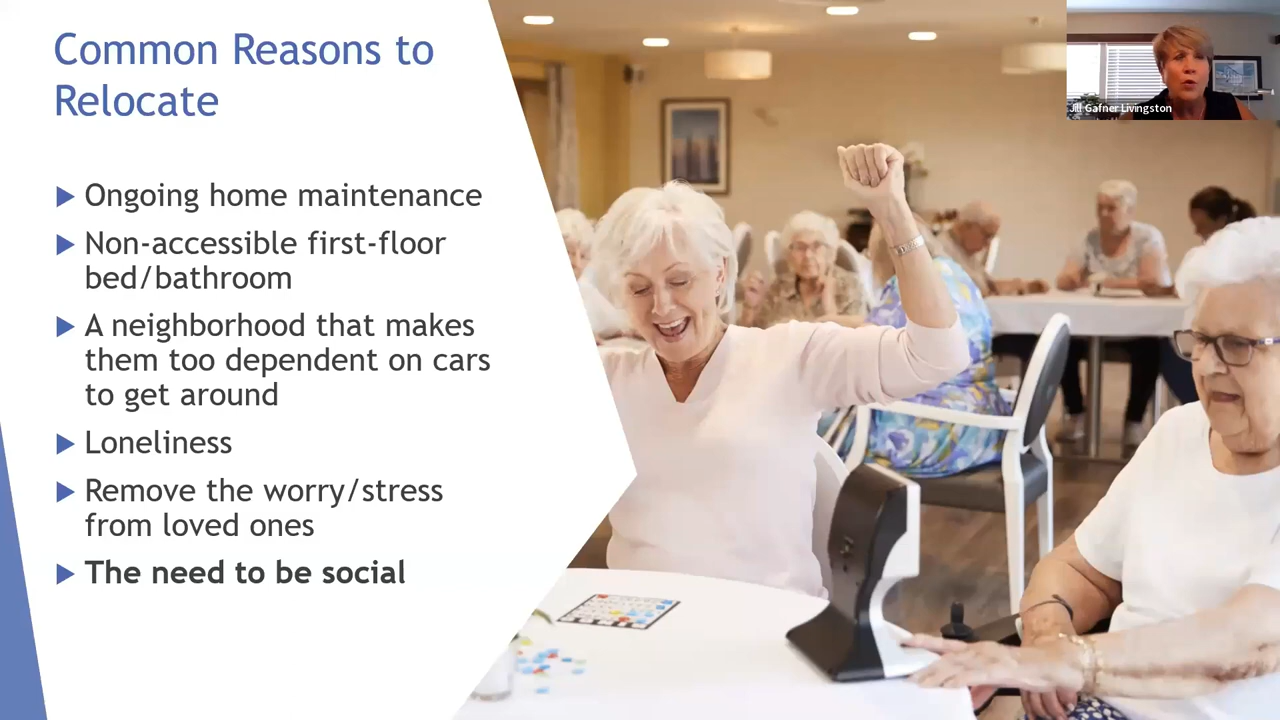 Common Reasons to
Relocate
Ongoing home maintenance
Non-accessible first-floor
bed/bathroom
A neighborhood that makes
them too dependent on cars
to get around
Loneliness
Remove the worry/stress
from loved ones
The need to be social
Jill Gafner Livingston